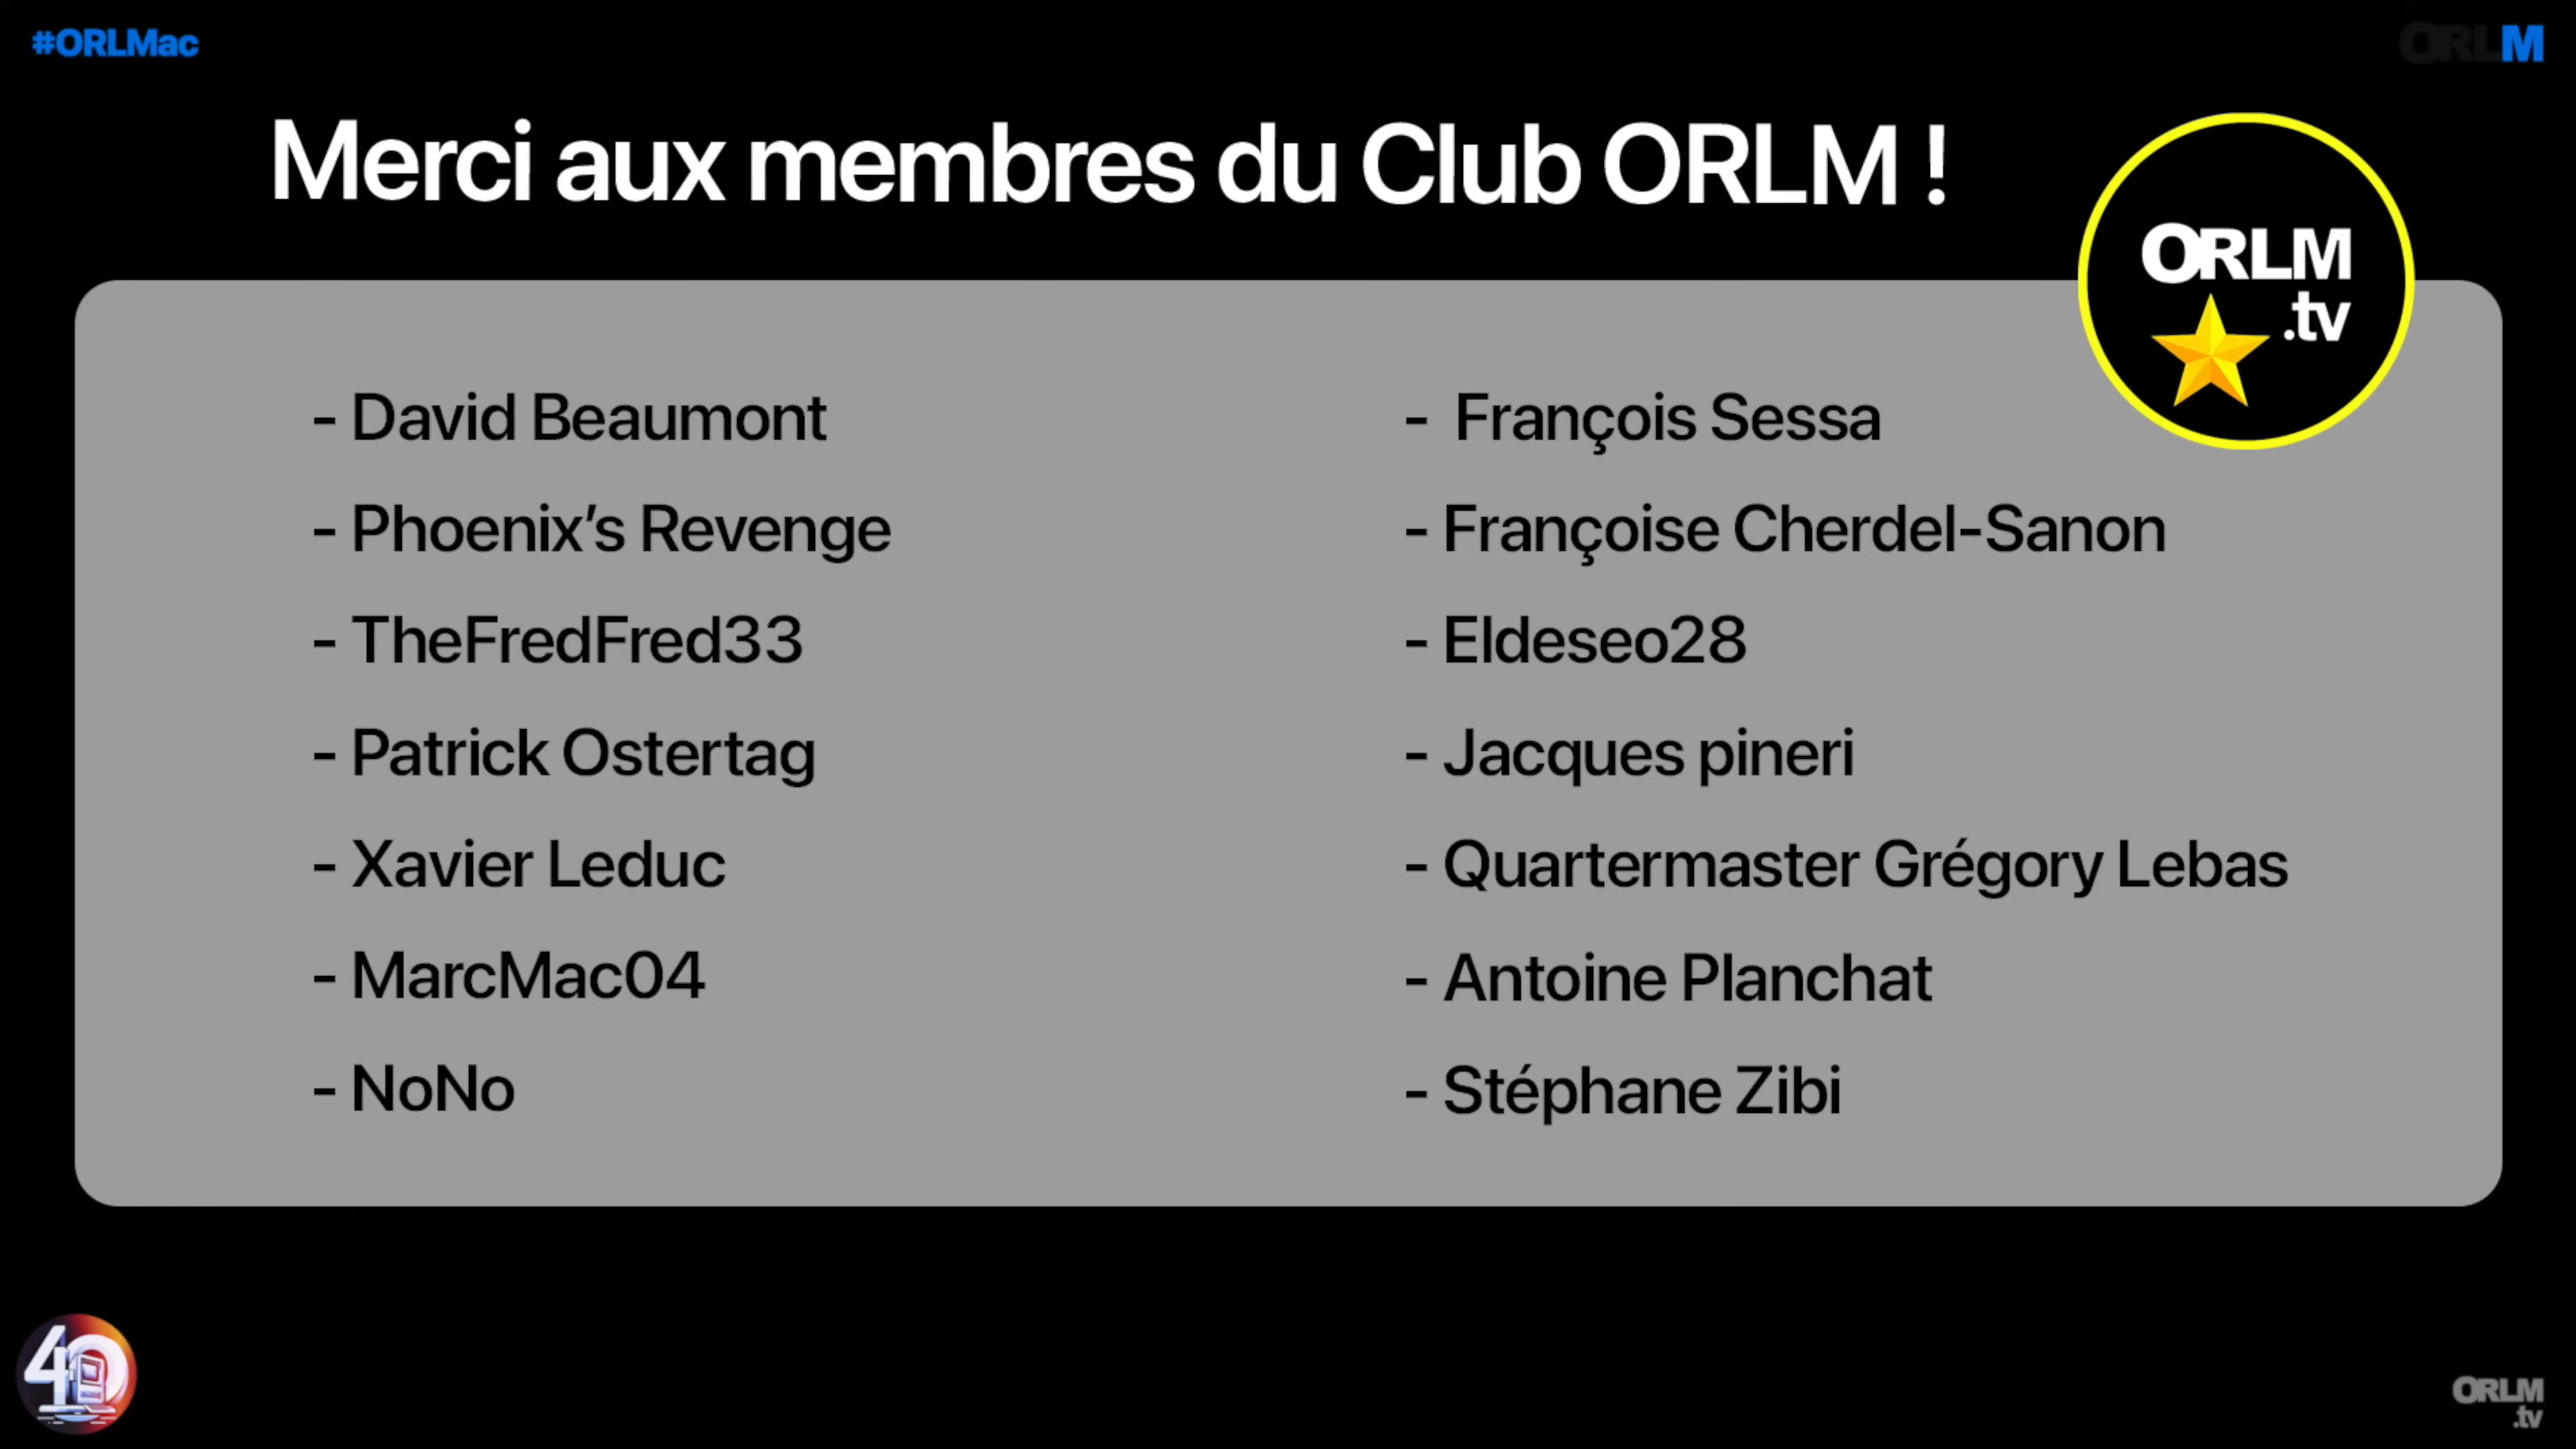 #ORLMac
ORLM
Merci aux membres du Club ORLM !
ORLM
.tv
- David Beaumont
- Phoenix’s Revenge
- TheFredFred33
- Patrick Ostertag
- Xavier Leduc
- MarcMac04
- NoNo
- François Sessa
- Françoise Cherdel-Sanon
- Eldeseo28
- Jacques pineri
- Quartermaster Grégory Lebas
- Antoine Planchat
- Stéphane Zibi
40
ORLM
.tv